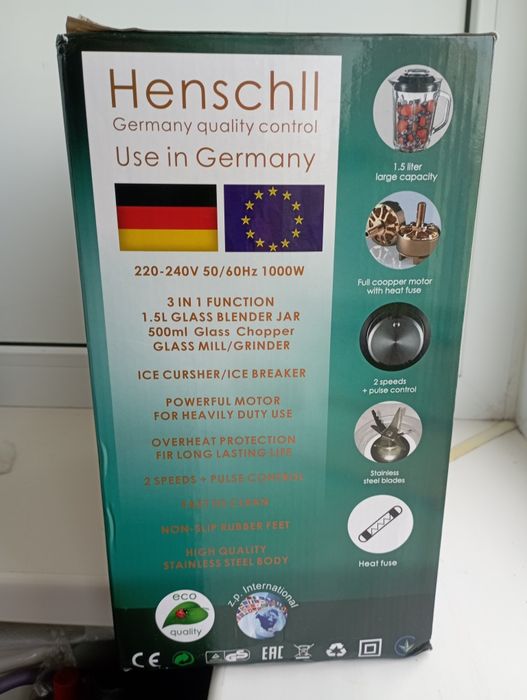 Henschll
Germany quality control
Use in Germany
220-240V 50/60Hz 1000W
3 IN 1 FUNCTION
1.5L GLASS BLENDER JAR
500ml Glass Chopper
GLASS MILL/GRINDER
ICE CURSHER/ICE BREAKER
POWERFUL MOTOR
FOR HEAVILY DUTY USE
OVERHEAT PROTECTION
FIR LONG LASTING LIFE
2 SPEEDS + PULSE CONTROL
NON-SLIP RUBBER FEET
HIGH QUALITY
STAINLESS STEEL BODY
1.5 liter
large capacity
Full coopper motor
with heat fuse
2 speeds
+ pulse control
Stainless
steel blades
Heat fuse
eco
quality
z.p. International
CE
GS
EAC